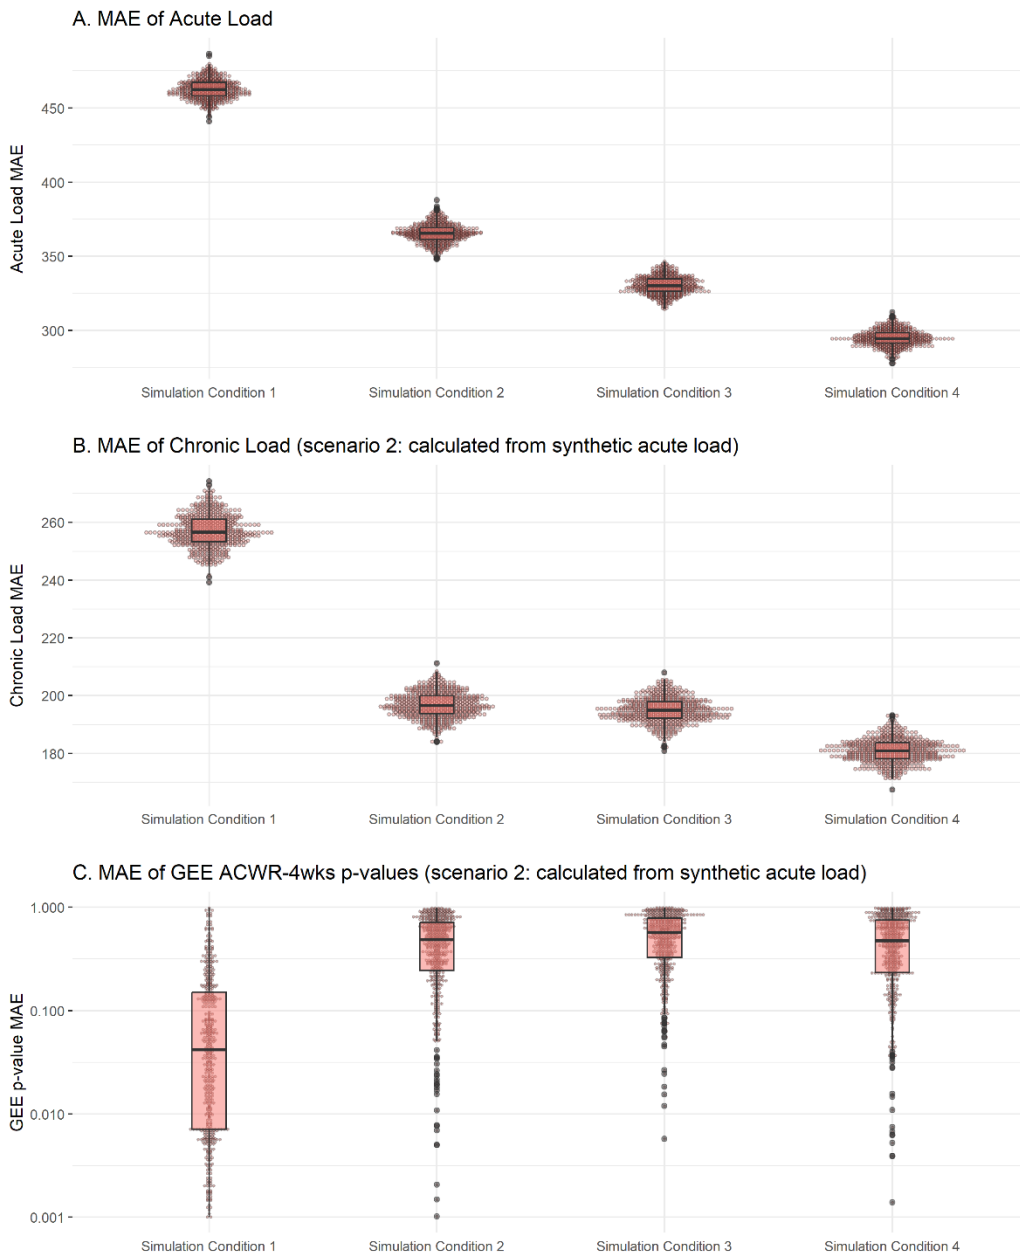 A. MAE of Acute Load
Acute Load MAE
450
400
350
300
Simulation Condition 1
Simulation Condition 2
Simulation Condition 3
Simulation Condition 4
B. MAE of Chronic Load (scenario 2: calculated from synthetic acute load)
Chronic Load MAE
260
240
220
200
180
Simulation Condition 1
Simulation Condition 2
Simulation Condition 3
Simulation Condition 4
C. MAE of GEE ACWR-4wks p-values (scenario 2: calculated from synthetic acute load)
GEE p-value MAE
1.000
0.100
0.010
0.001
Simulation Condition 1
Simulation Condition 2
Simulation Condition 3
Simulation Condition 4